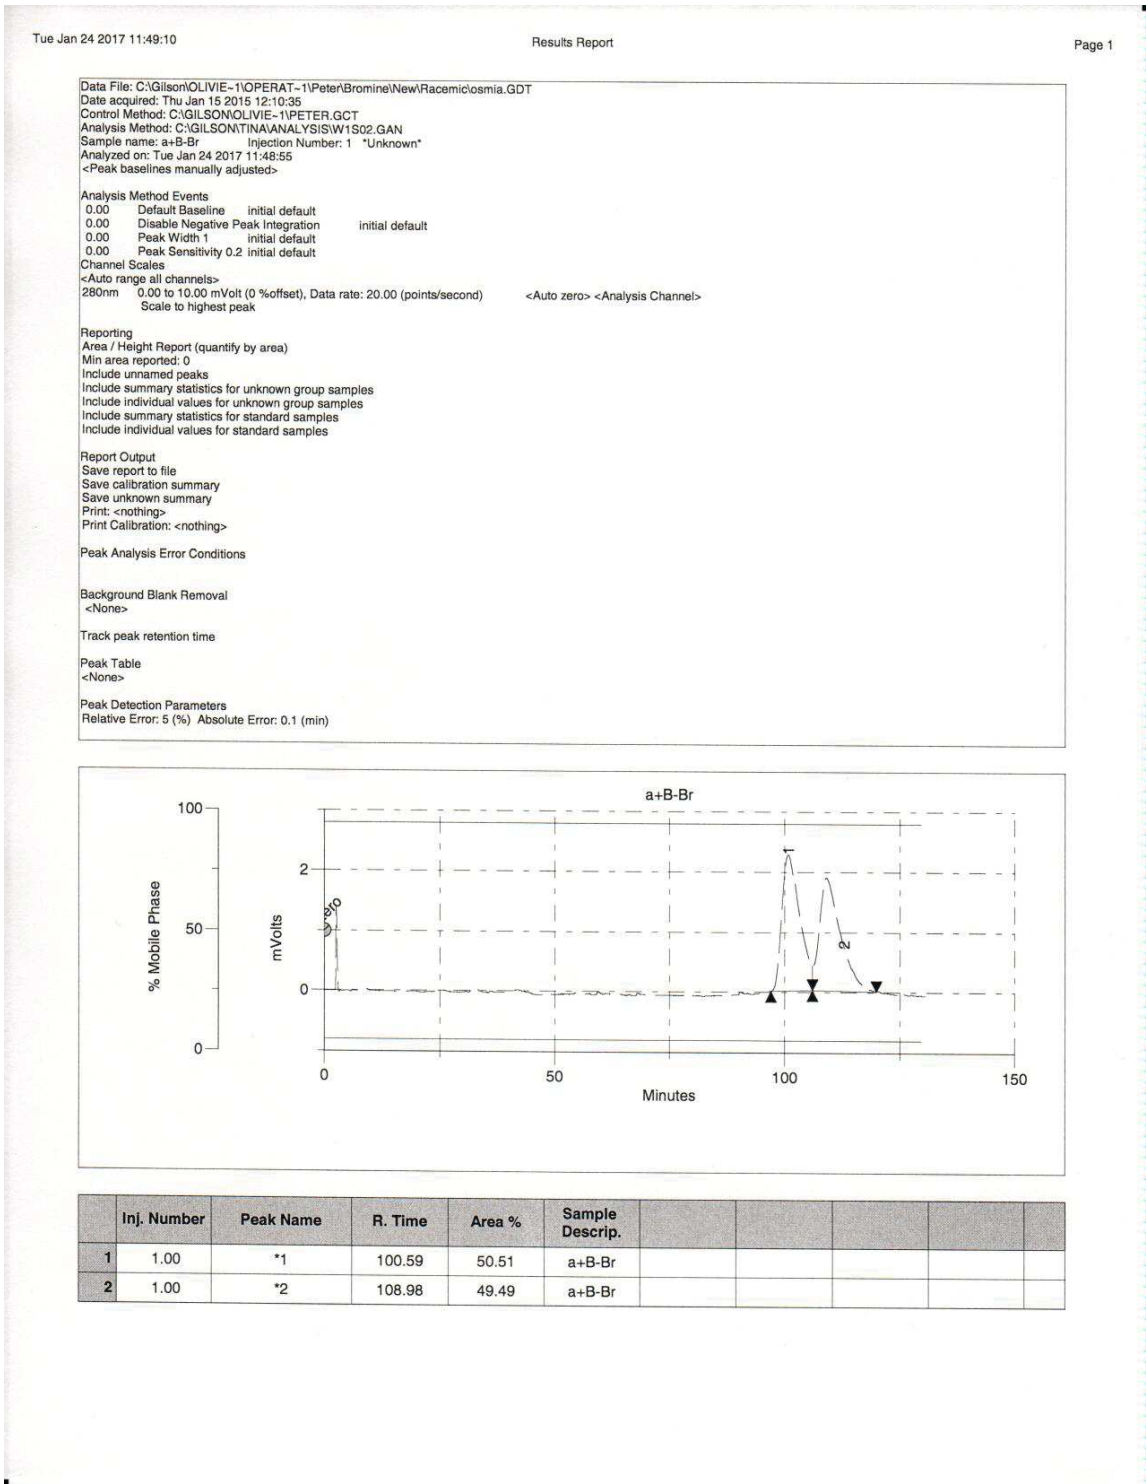 Tue Jan 24 2017 11:49:10
Results Report
Page 1
Data File: C:\Gilson\OLIVIE~1\OPERAT~1\Peter\Bromine\New\Racemic\osmia.GDT
Date acquired: Thu Jan 15 2015 12:10:35
Control Method: C:\GILSON\OLIVIE~1\PETER.GCT
Analysis Method: C:\GILSON\TINA\ANALYSIS\W1S02.GAN
Sample name: a+B-Br Injection Number: 1 *Unknown*
Analyzed on: Tue Jan 24 2017 11:48:55
<Peak baselines manually adjusted>
Analysis Method Events
0.00 Default Baseline initial default
0.00 Disable Negative Peak Integration initial default
0.00 Peak Width 1 initial default
0.00 Peak Sensitivity 0.2 initial default
Channel Scales
<Auto range all channels>
280nm 0.00 to 10.00 mVolt (0 %offset), Data rate: 20.00 (points/second) <Auto zero> <Analysis Channel>
Scale to highest peak
Reporting
Area / Height Report (quantify by area)
Min area reported: 0
Include unnamed peaks
Include summary statistics for unknown group samples
Include individual values for unknown group samples
Include summary statistics for standard samples
Include individual values for standard samples
Report Output
Save report to file
Save calibration summary
Save unknown summary
Print: <nothing>
Print Calibration: <nothing>
Peak Analysis Error Conditions
Background Blank Removal
<None>
Track peak retention time
Peak Table
<None>
Peak Detection Parameters
Relative Error: 5 (%) Absolute Error: 0.1 (min)
a+B-Br
100
50
0
% Mobile Phase
2
0
mVolts
1
2
0 50 100 150
Minutes
Inj. Number Peak Name R. Time Area % Sample Descrip.
1 1.00 *1 100.59 50.51 a+B-Br
2 1.00 *2 108.98 49.49 a+B-Br